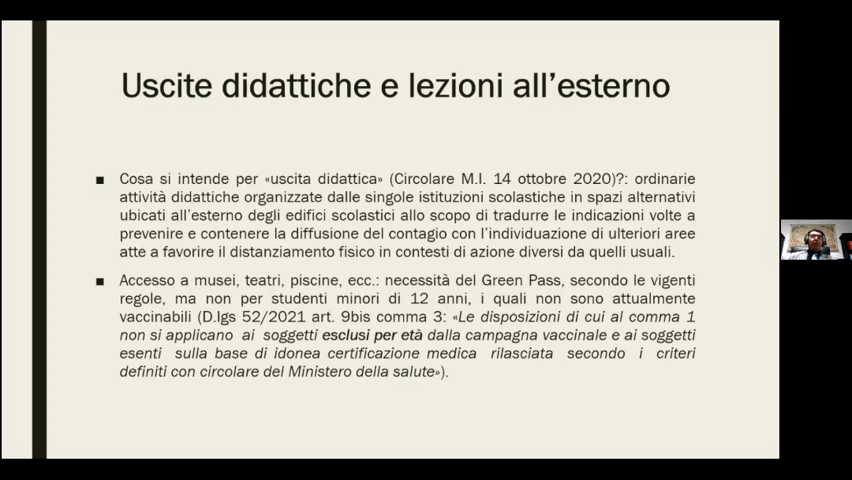 Uscite didattiche e lezioni all'esterno
■ Cosa si intende per «uscita didattica» (Circolare M.I. 14 ottobre 2020)?: ordinarie
attività didattiche organizzate dalle singole istituzioni scolastiche in spazi alternativi
ubicati all'esterno degli edifici scolastici allo scopo di tradurre le indicazioni volte a
prevenire e contenere la diffusione del contagio con l'individuazione di ulteriori aree
atte a favorire il distanziamento fisico in contesti di azione diversi da quelli usuali.
■ Accesso a musei, teatri, piscine, ecc.: necessità del Green Pass, secondo le vigenti
regole, ma non per studenti minori di 12 anni, i quali non sono attualmente
vaccinabili (D.lgs 52/2021 art. 9bis comma 3: «Le disposizioni di cui al comma 1
non si applicano ai soggetti esclusi per età dalla campagna vaccinale e ai soggetti
esenti sulla base di idonea certificazione medica rilasciata secondo i criteri
definiti con circolare del Ministero della salute»).